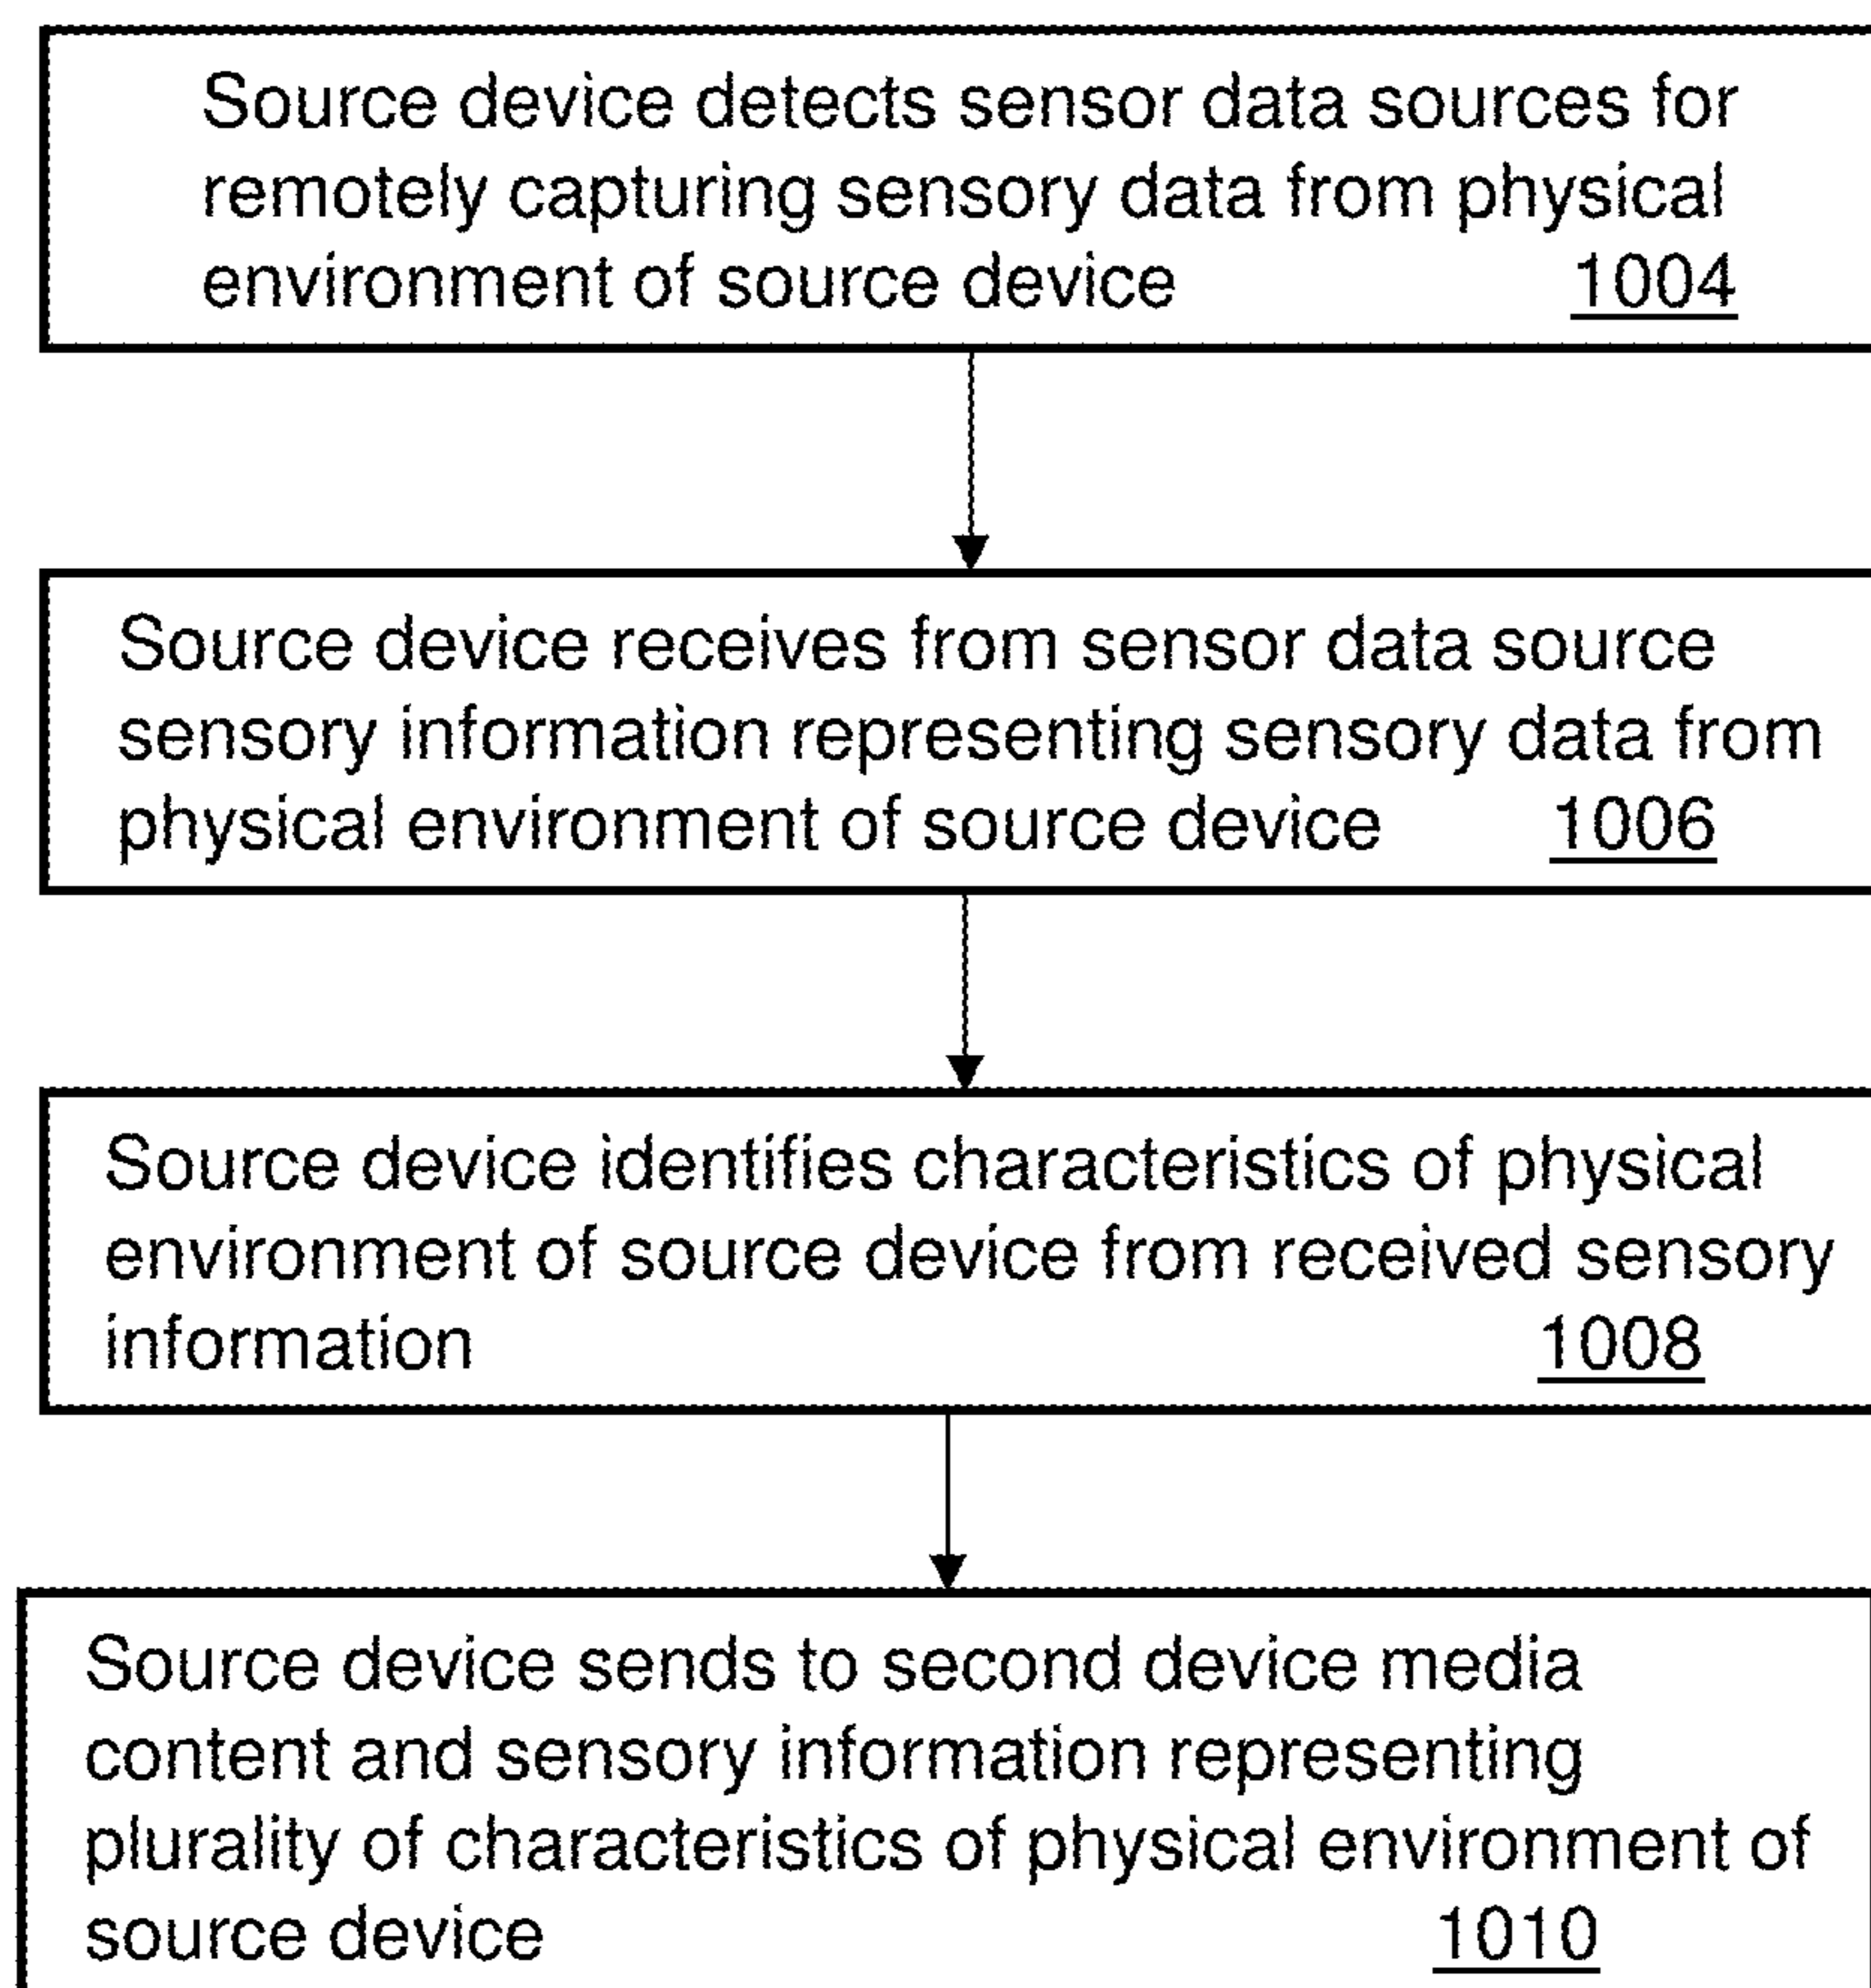 Source device detects sensor data sources for
remotely capturing sensory data from physical
environment of source device 1004
Source device receives from sensor data source
sensory information representing sensory data from
physical environment of source device 1006
Source device identifies characteristics of physical
environment of source device from received sensory
information 1008
Source device sends to second device media
content and sensory information representing
plurality of characteristics of physical environment of
source device 1010